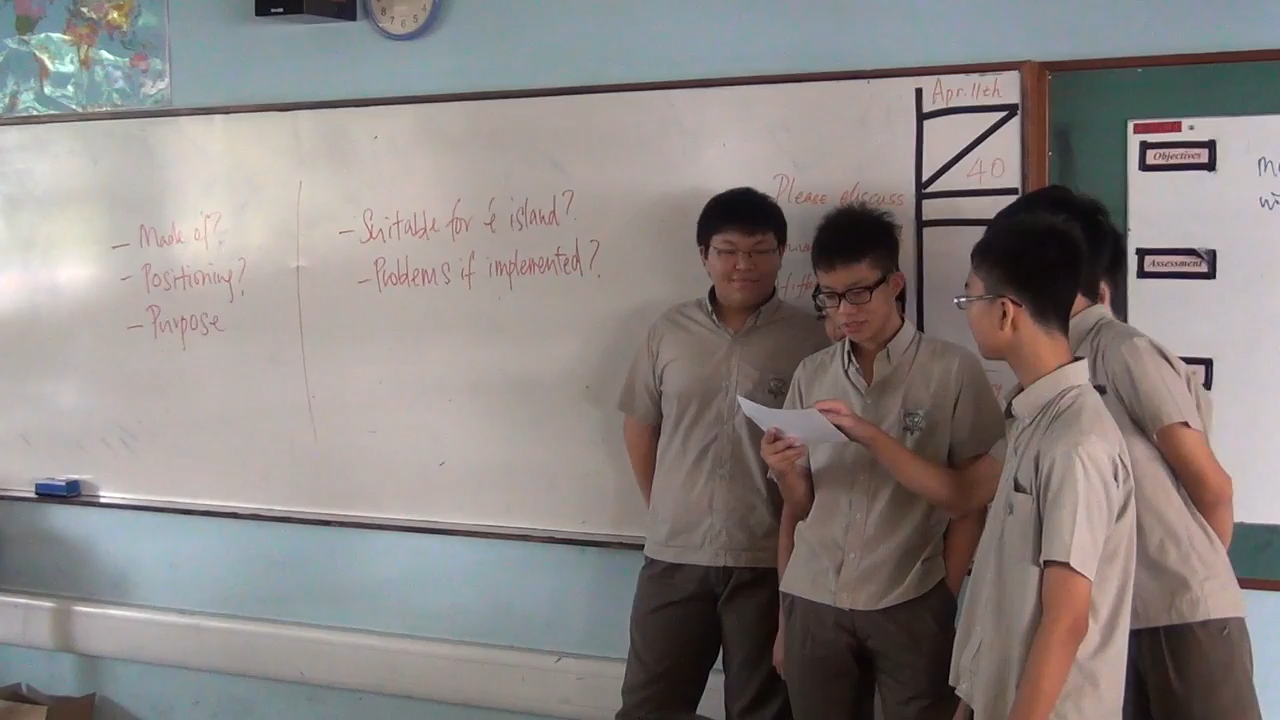 - Made of?
- Positioning?
- Purpose
- Suitable for é island?
- Problems if implemented?
Please discuss
Apr. 11th
40
Objectives
Assessment